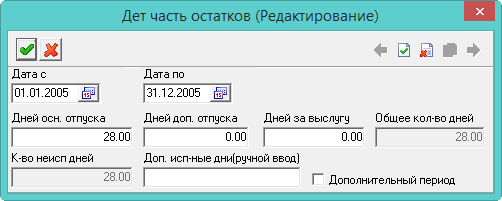 Дет часть остатков (Редактирование)
Дата с Дата по
01.01.2005 31.12.2005
Дней осн. отпуска Дней доп. отпуска Дней за выслугу Общее кол-во дней
28.00 0.00 0.00 28.00
К-во неисп дней Доп. исп-ные дни(ручной ввод)
28.00 Дополнительный период